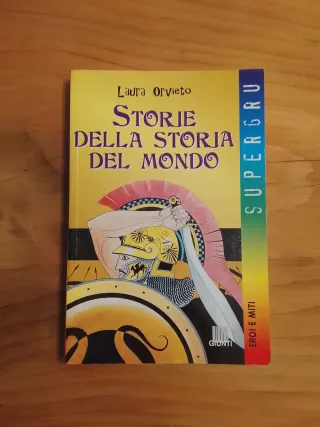 Laura Orvieto
STORIE
DELLA STORIA
DEL MONDO
SUPERGRU
EROI E MITI
GIUNTI